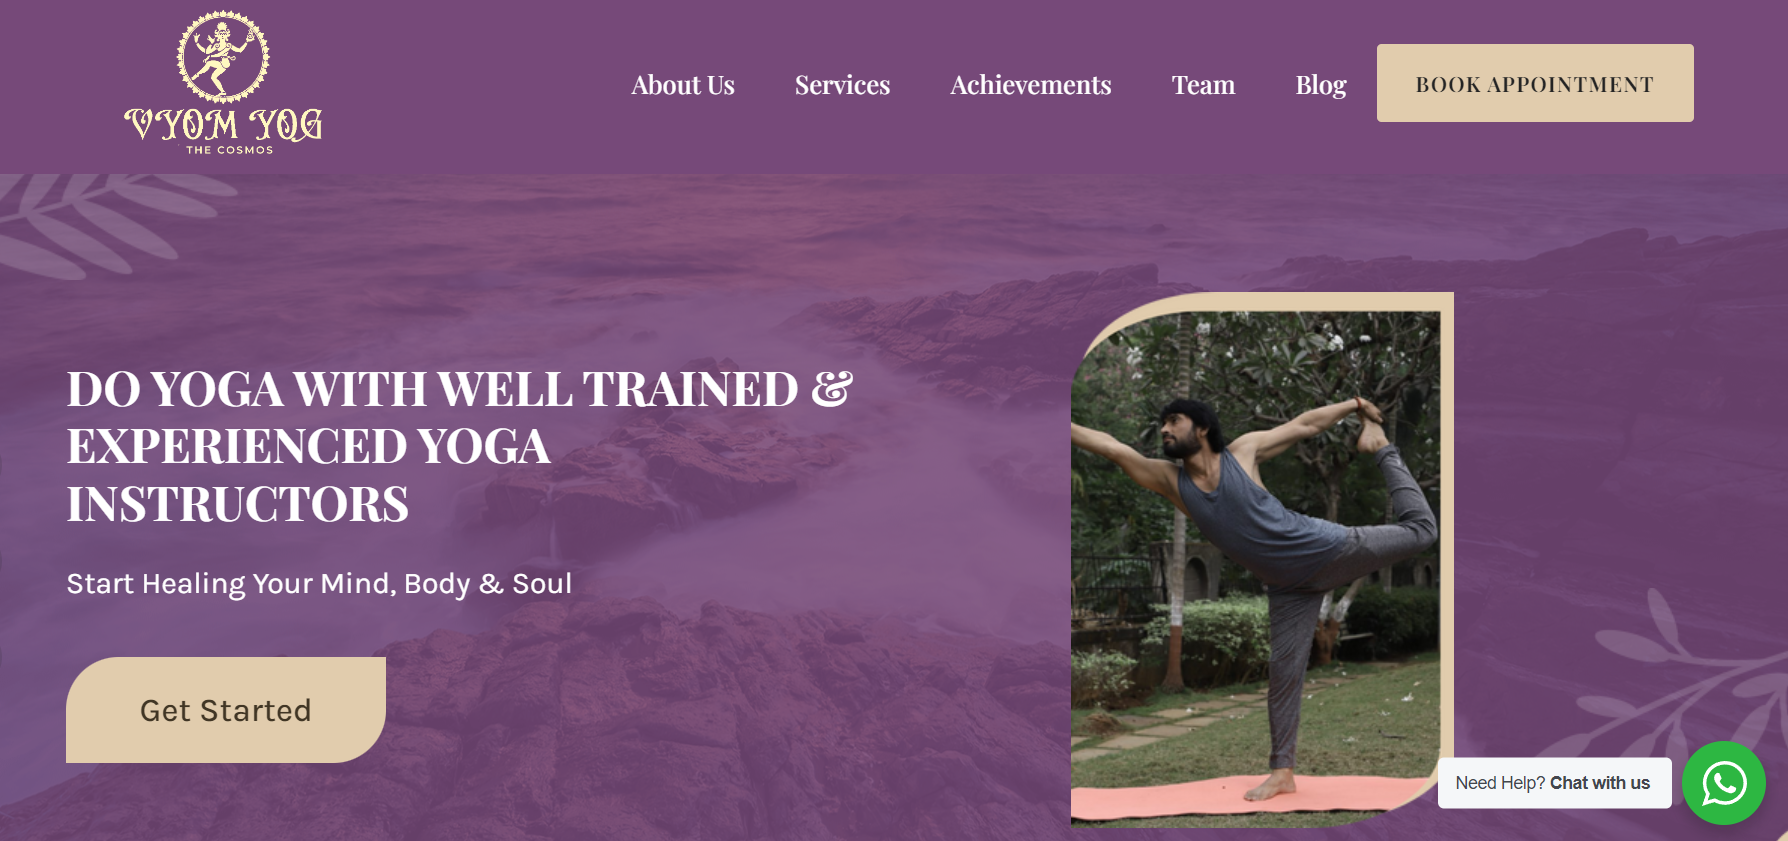 VYOM YOG
THE COSMOS
About Us
Services
Achievements
Team
Blog
BOOK APPOINTMENT
DO YOGA WITH WELL TRAINED &
EXPERIENCED YOGA
INSTRUCTORS
Start Healing Your Mind, Body & Soul
Get Started
Need Help? Chat with us